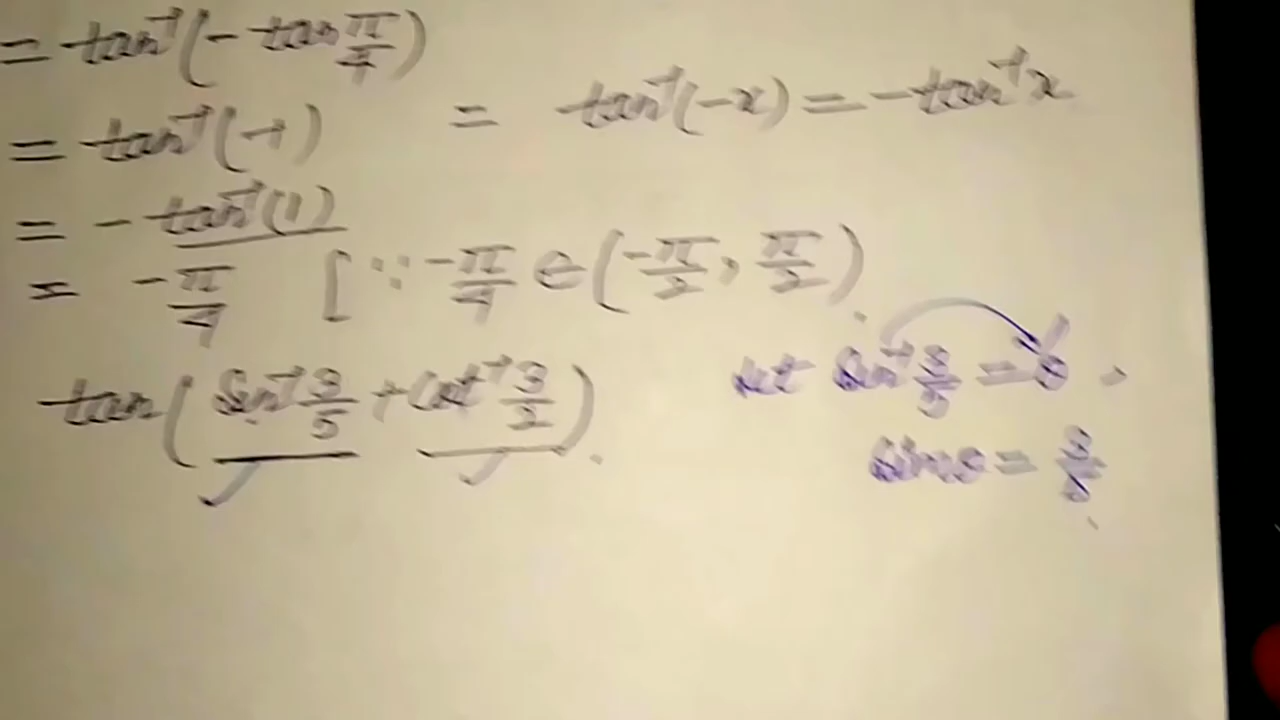 = tan⁻¹(- tan π/4)
= tan⁻¹(-1)
= tan⁻¹(-x) = -tan⁻¹x
= - tan⁻¹(1)
= -π/4 [∵ -π/4 ∈ (-π/2, π/2)
tan(sin⁻¹ 3/5 + cot⁻¹ 3/2).
let sin⁻¹ 3/5 = θ,
sinθ = 3/5